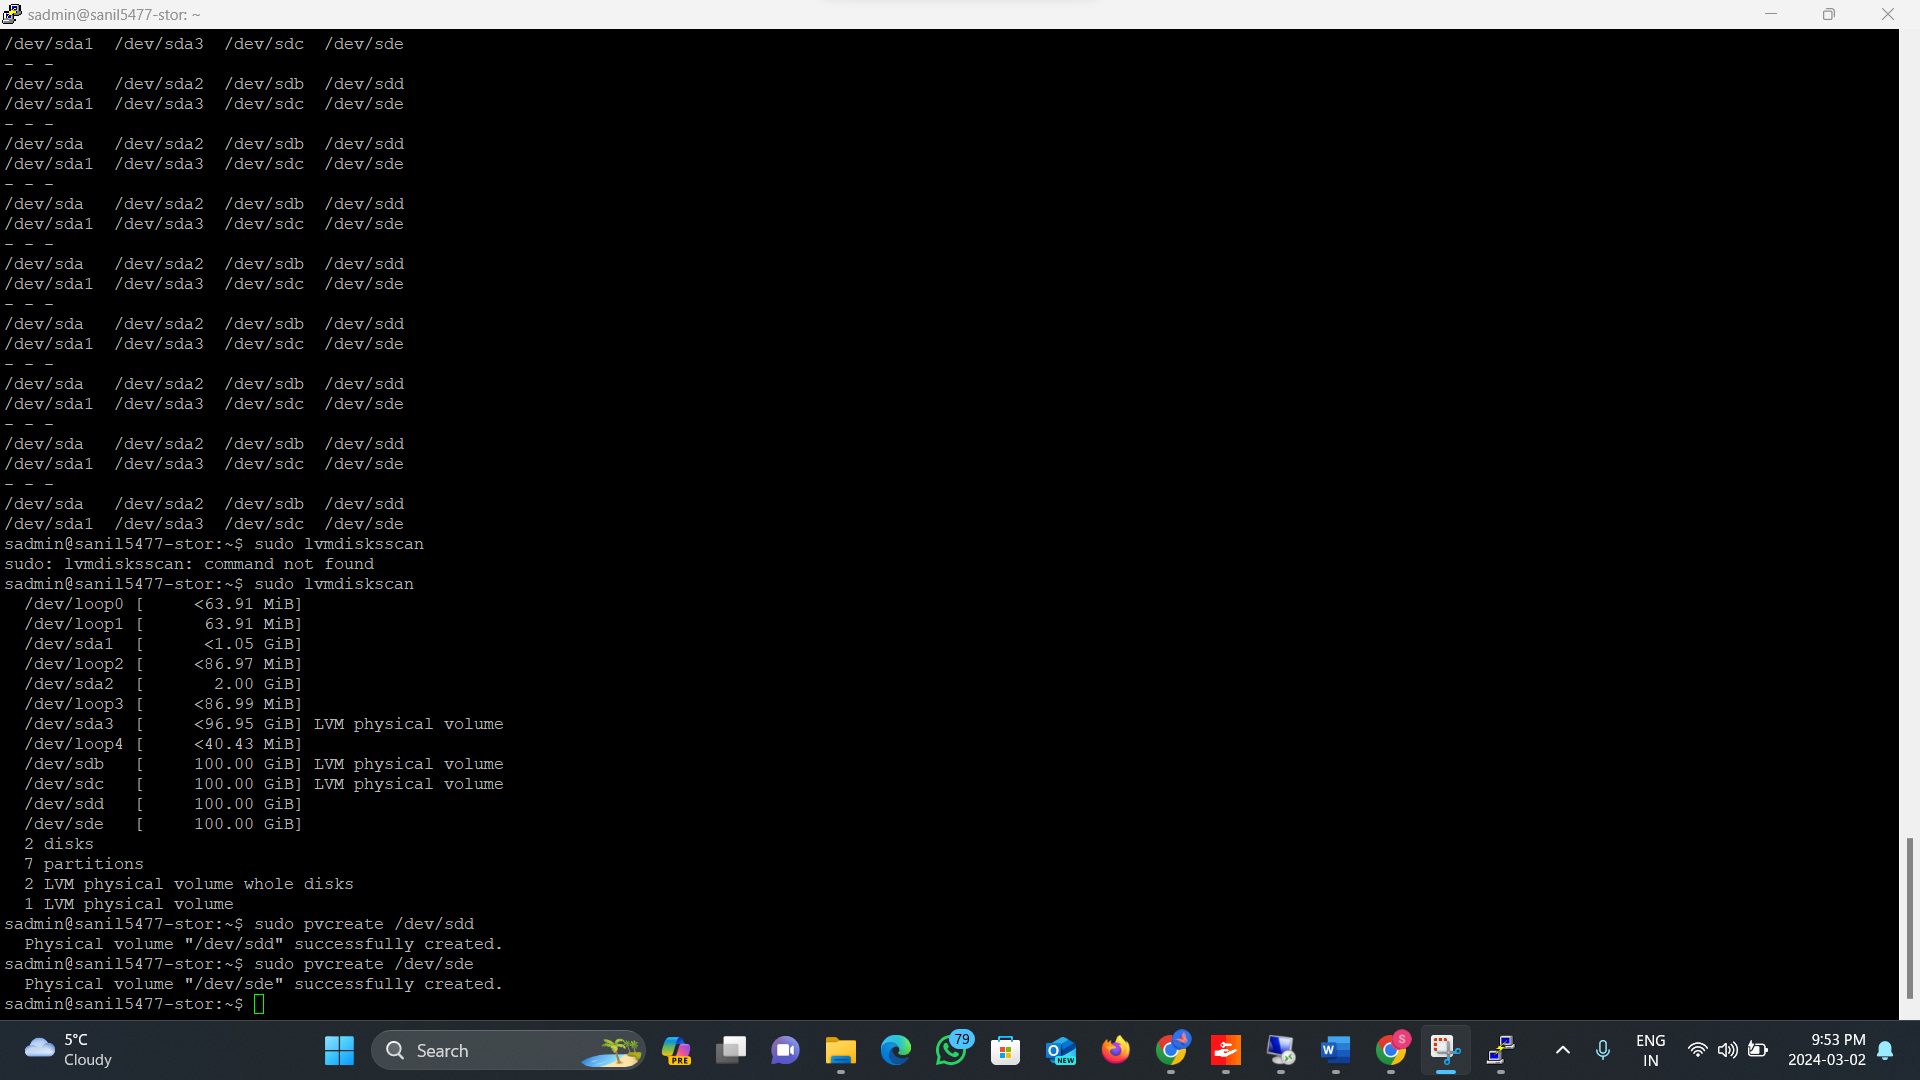 sadmin@sanil5477-stor: ~
/dev/sda1  /dev/sda3  /dev/sdc  /dev/sde
- - -
/dev/sda   /dev/sda2  /dev/sdb  /dev/sdd
/dev/sda1  /dev/sda3  /dev/sdc  /dev/sde
- - -
/dev/sda   /dev/sda2  /dev/sdb  /dev/sdd
/dev/sda1  /dev/sda3  /dev/sdc  /dev/sde
- - -
/dev/sda   /dev/sda2  /dev/sdb  /dev/sdd
/dev/sda1  /dev/sda3  /dev/sdc  /dev/sde
- - -
/dev/sda   /dev/sda2  /dev/sdb  /dev/sdd
/dev/sda1  /dev/sda3  /dev/sdc  /dev/sde
- - -
/dev/sda   /dev/sda2  /dev/sdb  /dev/sdd
/dev/sda1  /dev/sda3  /dev/sdc  /dev/sde
- - -
/dev/sda   /dev/sda2  /dev/sdb  /dev/sdd
/dev/sda1  /dev/sda3  /dev/sdc  /dev/sde
- - -
/dev/sda   /dev/sda2  /dev/sdb  /dev/sdd
/dev/sda1  /dev/sda3  /dev/sdc  /dev/sde
- - -
/dev/sda   /dev/sda2  /dev/sdb  /dev/sdd
/dev/sda1  /dev/sda3  /dev/sdc  /dev/sde
sadmin@sanil5477-stor:~$ sudo lvmdisksscan
sudo: lvmdisksscan: command not found
sadmin@sanil5477-stor:~$ sudo lvmdiskscan
  /dev/loop0 [     <63.91 MiB]
  /dev/loop1 [      63.91 MiB]
  /dev/sda1  [      <1.05 GiB]
  /dev/loop2 [     <86.97 MiB]
  /dev/sda2  [       2.00 GiB]
  /dev/loop3 [     <86.99 MiB]
  /dev/sda3  [     <96.95 GiB] LVM physical volume
  /dev/loop4 [     <40.43 MiB]
  /dev/sdb   [     100.00 GiB] LVM physical volume
  /dev/sdc   [     100.00 GiB] LVM physical volume
  /dev/sdd   [     100.00 GiB]
  /dev/sde   [     100.00 GiB]
  2 disks
  7 partitions
  2 LVM physical volume whole disks
  1 LVM physical volume
sadmin@sanil5477-stor:~$ sudo pvcreate /dev/sdd
  Physical volume "/dev/sdd" successfully created.
sadmin@sanil5477-stor:~$ sudo pvcreate /dev/sde
  Physical volume "/dev/sde" successfully created.
sadmin@sanil5477-stor:~$
5°C
Cloudy
Search
PRE
79
NEW
S
ENG
IN
9:53 PM
2024-03-02